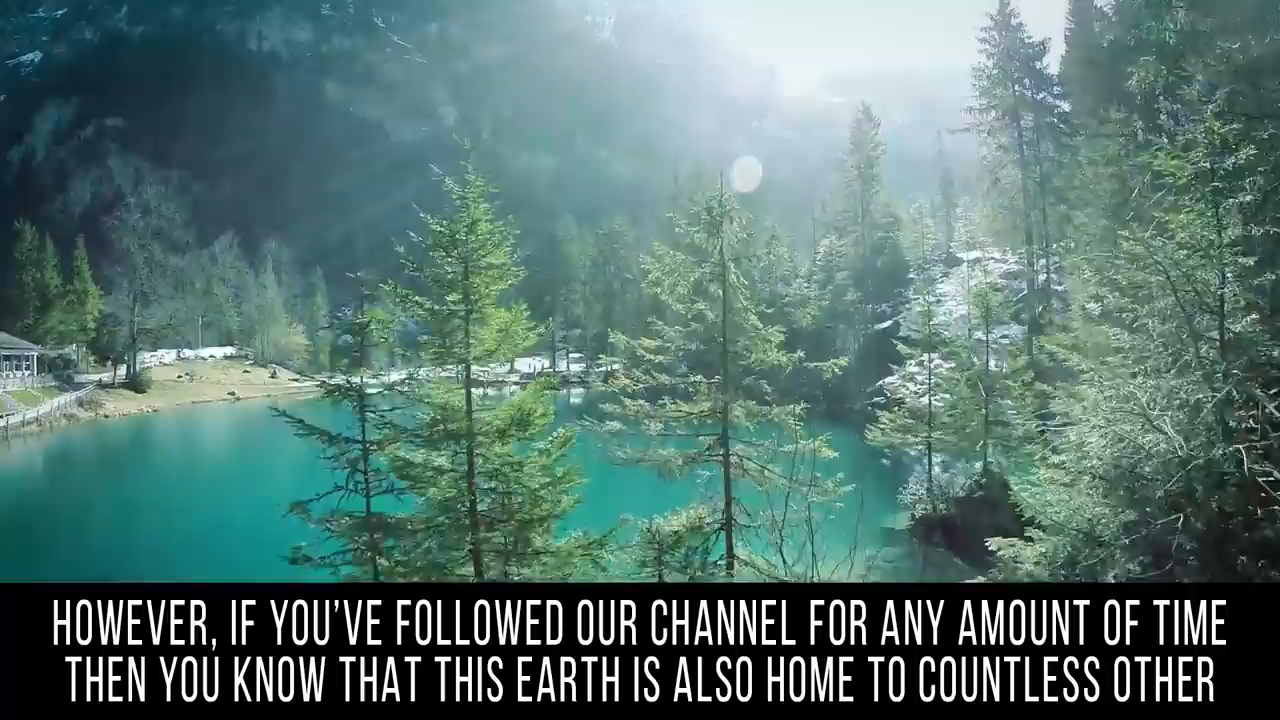 HOWEVER, IF YOU’VE FOLLOWED OUR CHANNEL FOR ANY AMOUNT OF TIME
THEN YOU KNOW THAT THIS EARTH IS ALSO HOME TO COUNTLESS OTHER